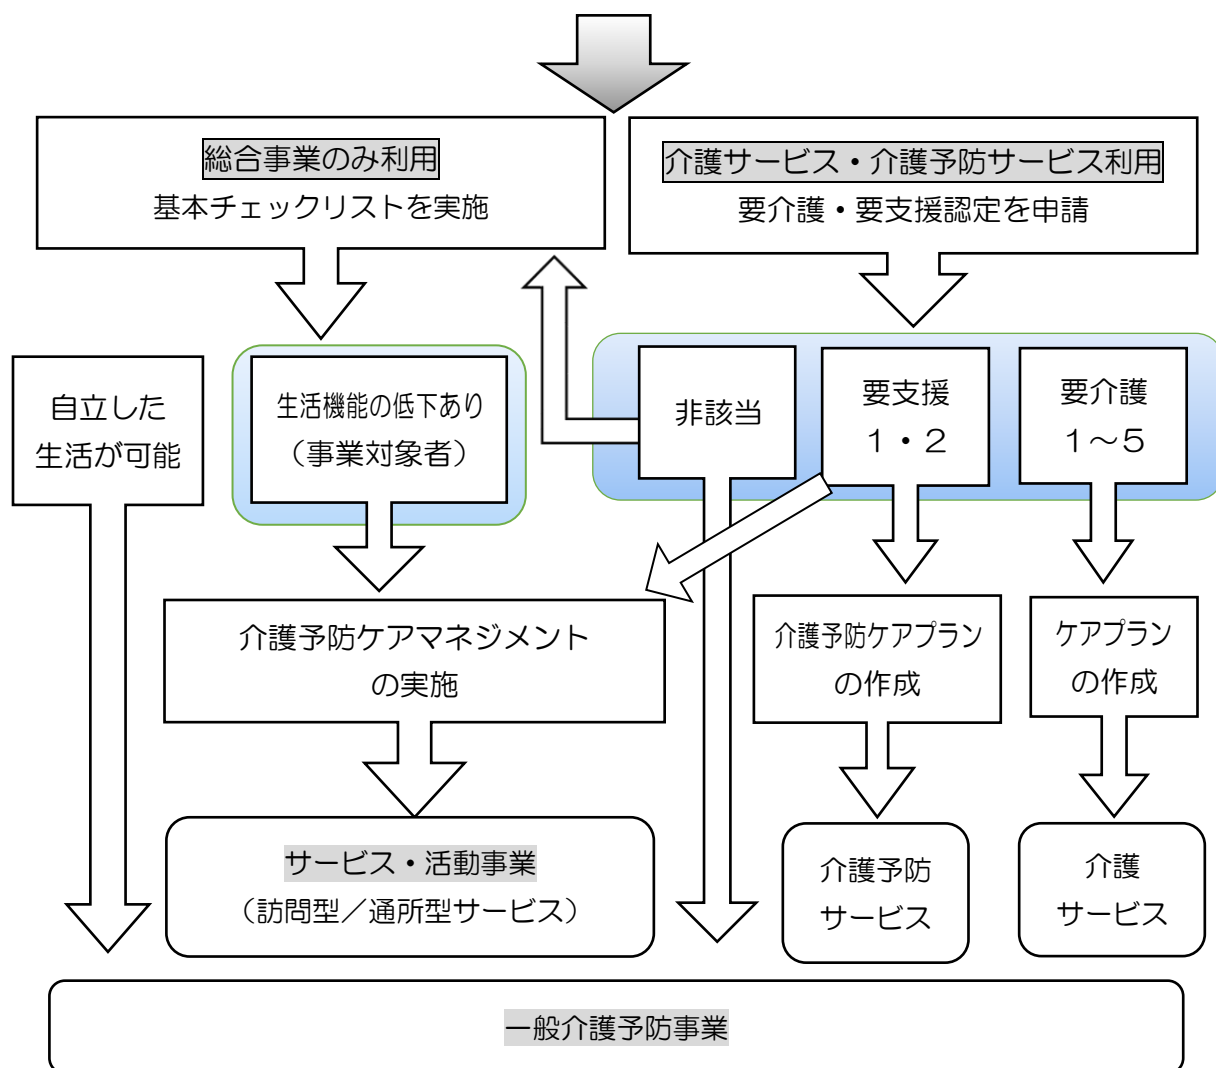 総合事業のみ利用
基本チェックリストを実施
介護サービス・介護予防サービス利用
要介護・要支援認定を申請
自立した
生活が可能
生活機能の低下あり
（事業対象者）
非該当
要支援
１・２
要介護
１～５
介護予防ケアマネジメント
の実施
介護予防ケアプラン
の作成
ケアプラン
の作成
サービス・活動事業
（訪問型／通所型サービス）
介護予防
サービス
介護
サービス
一般介護予防事業